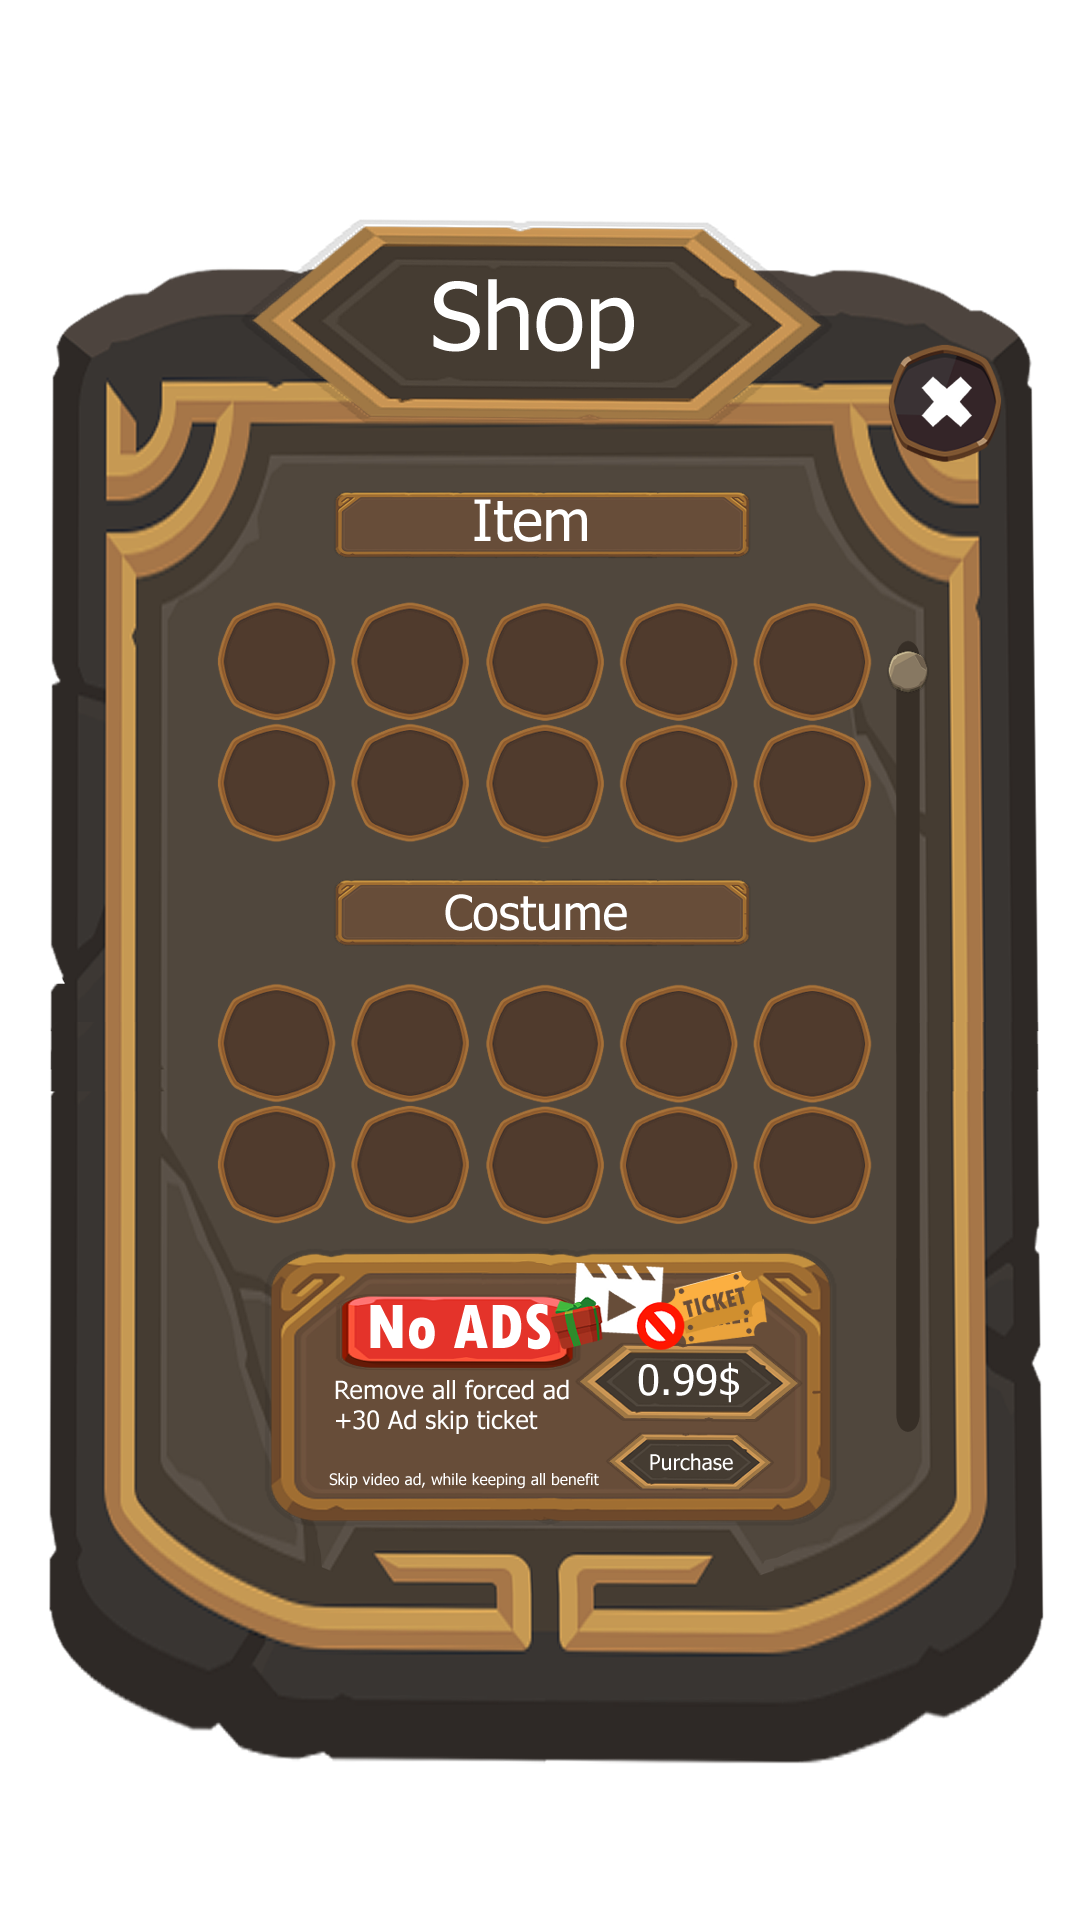 Shop
Item
Costume
No ADS
TICKET
Remove all forced ad
+30 Ad skip ticket
0.99$
Purchase
Skip video ad, while keeping all benefit